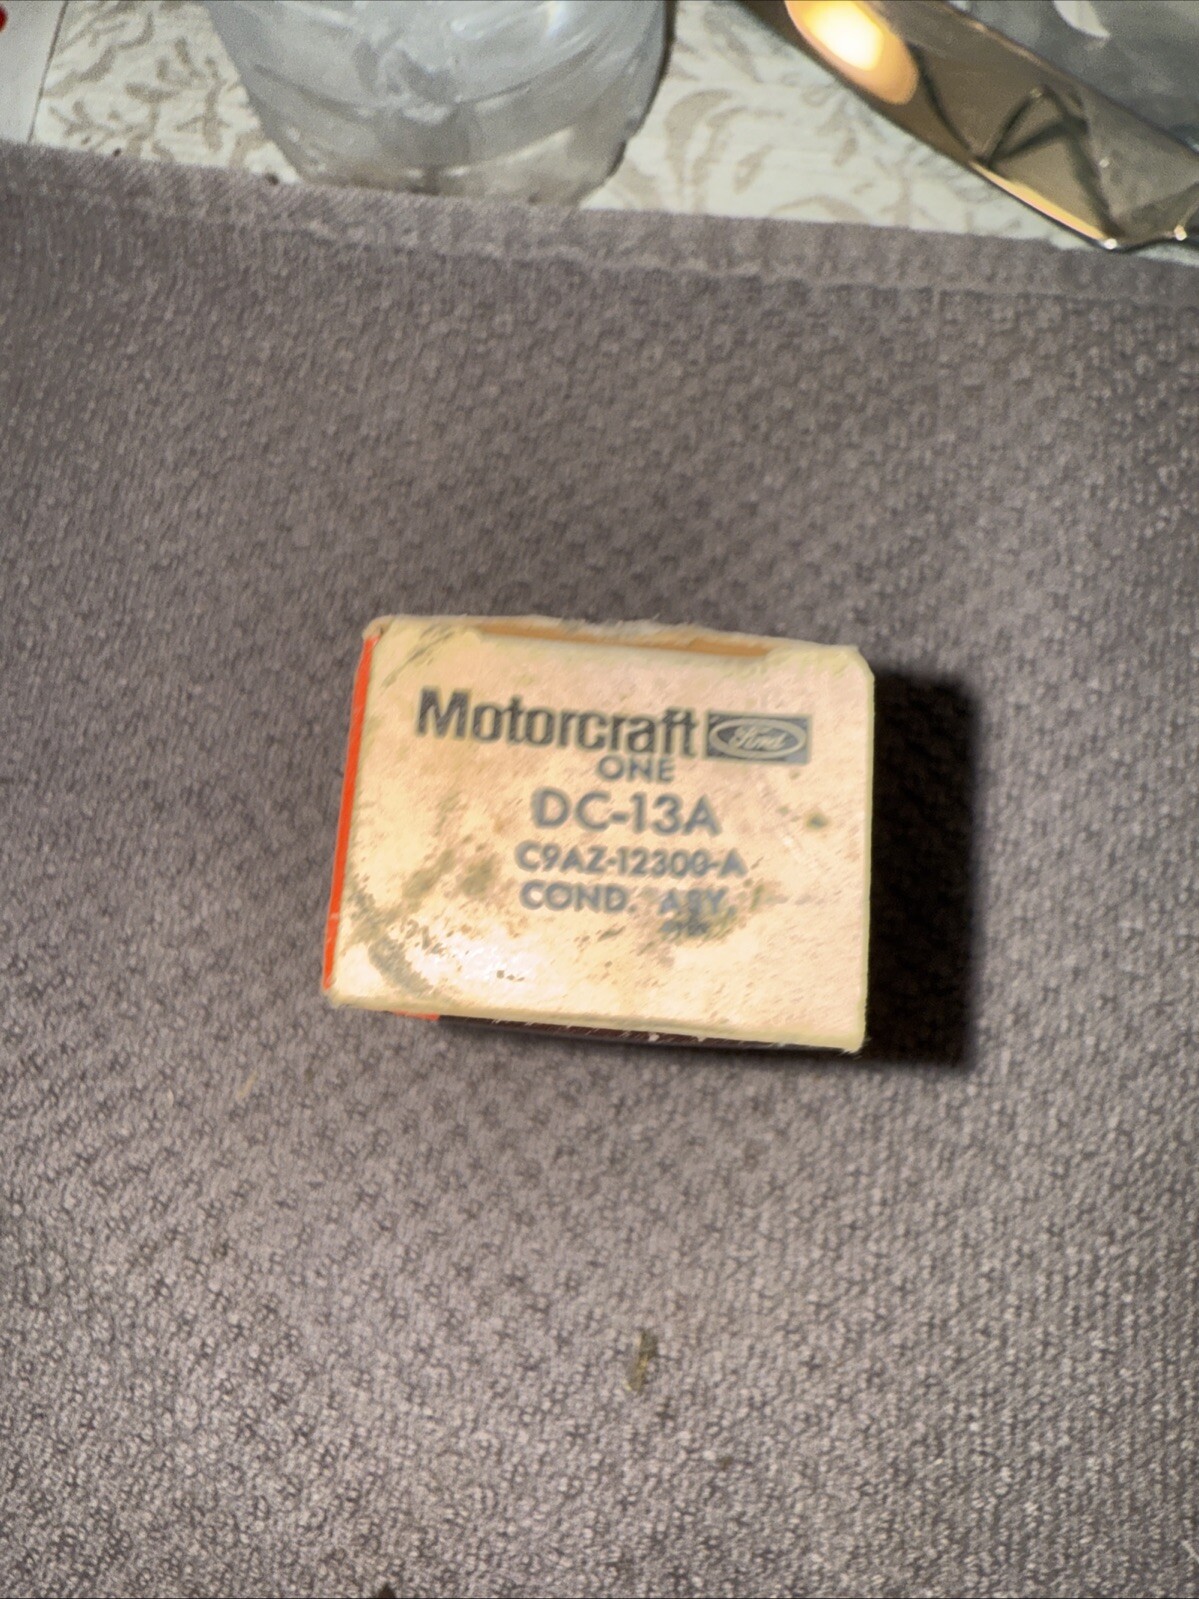 Motorcraft Ford
ONE
DC-13A
C9AZ-12300-A
COND. ASY.